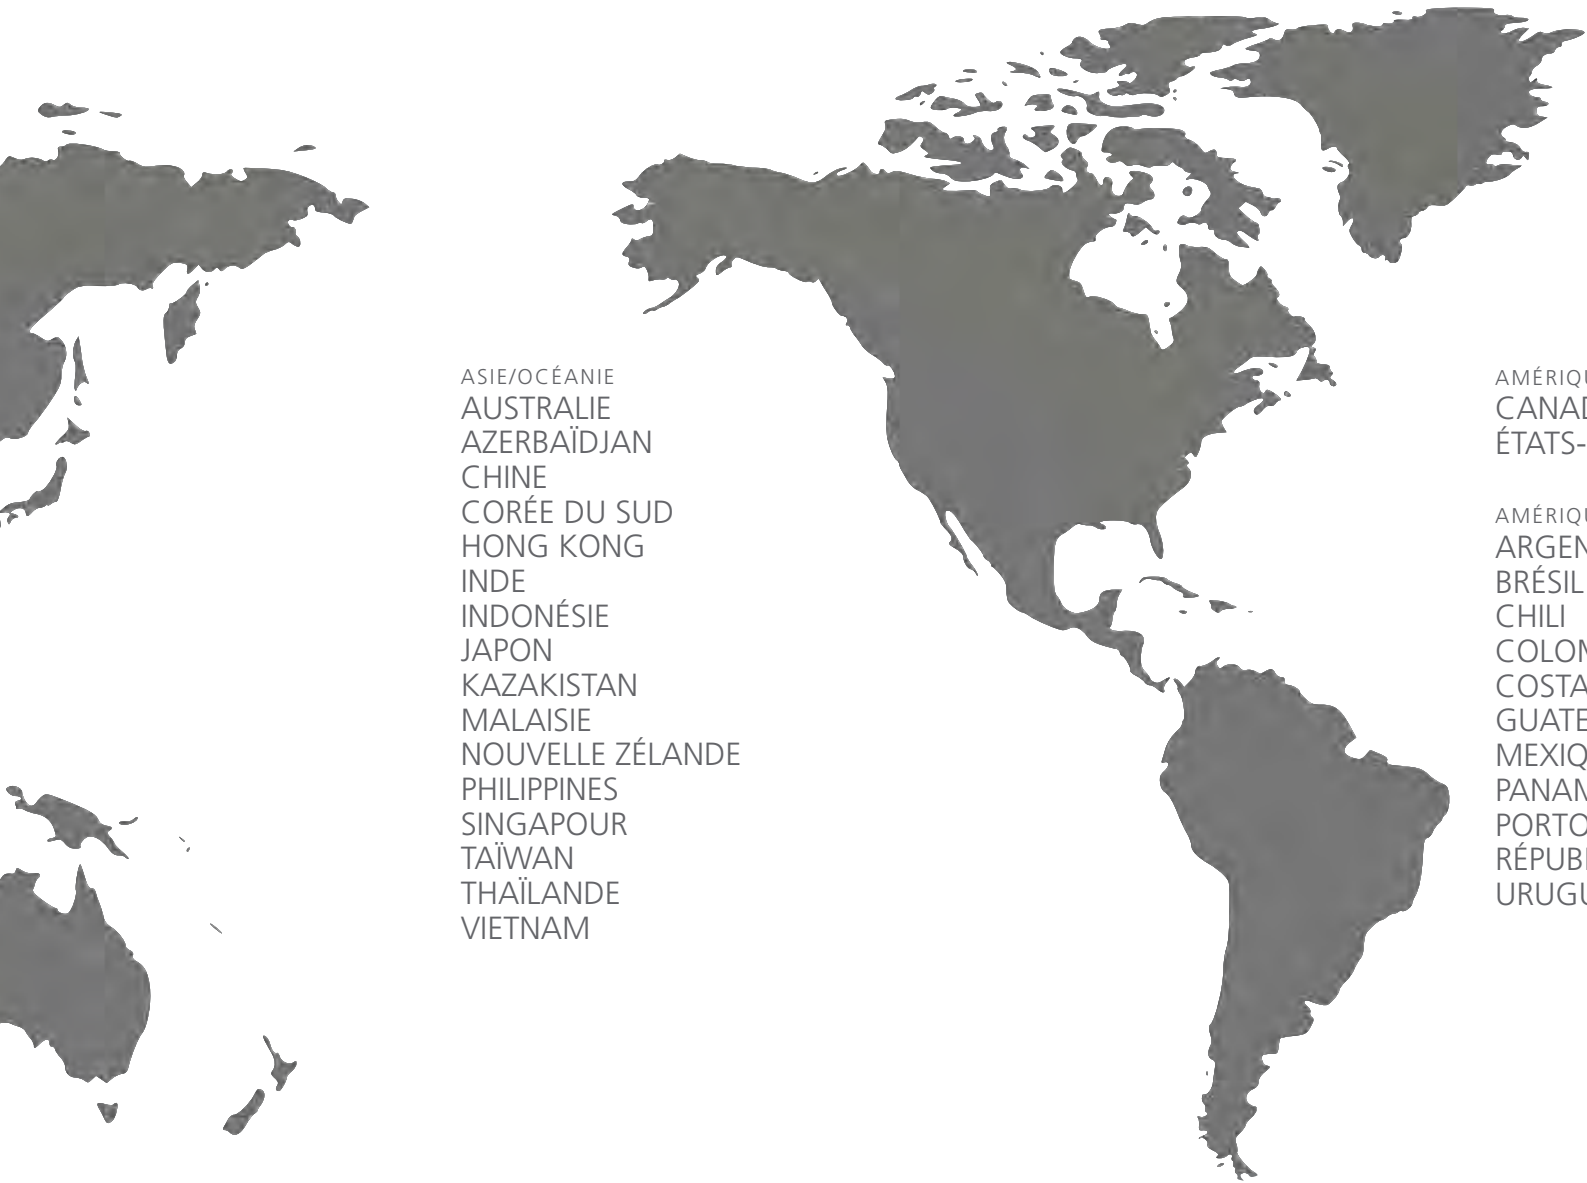 ASIE/OCÉANIE
AUSTRALIE
AZERBAÏDJAN
CHINE
CORÉE DU SUD
HONG KONG
INDE
INDONÉSIE
JAPON
KAZAKISTAN
MALAISIE
NOUVELLE ZÉLANDE
PHILIPPINES
SINGAPOUR
TAÏWAN
THAÏLANDE
VIETNAM
BRÉSIL
CHILI